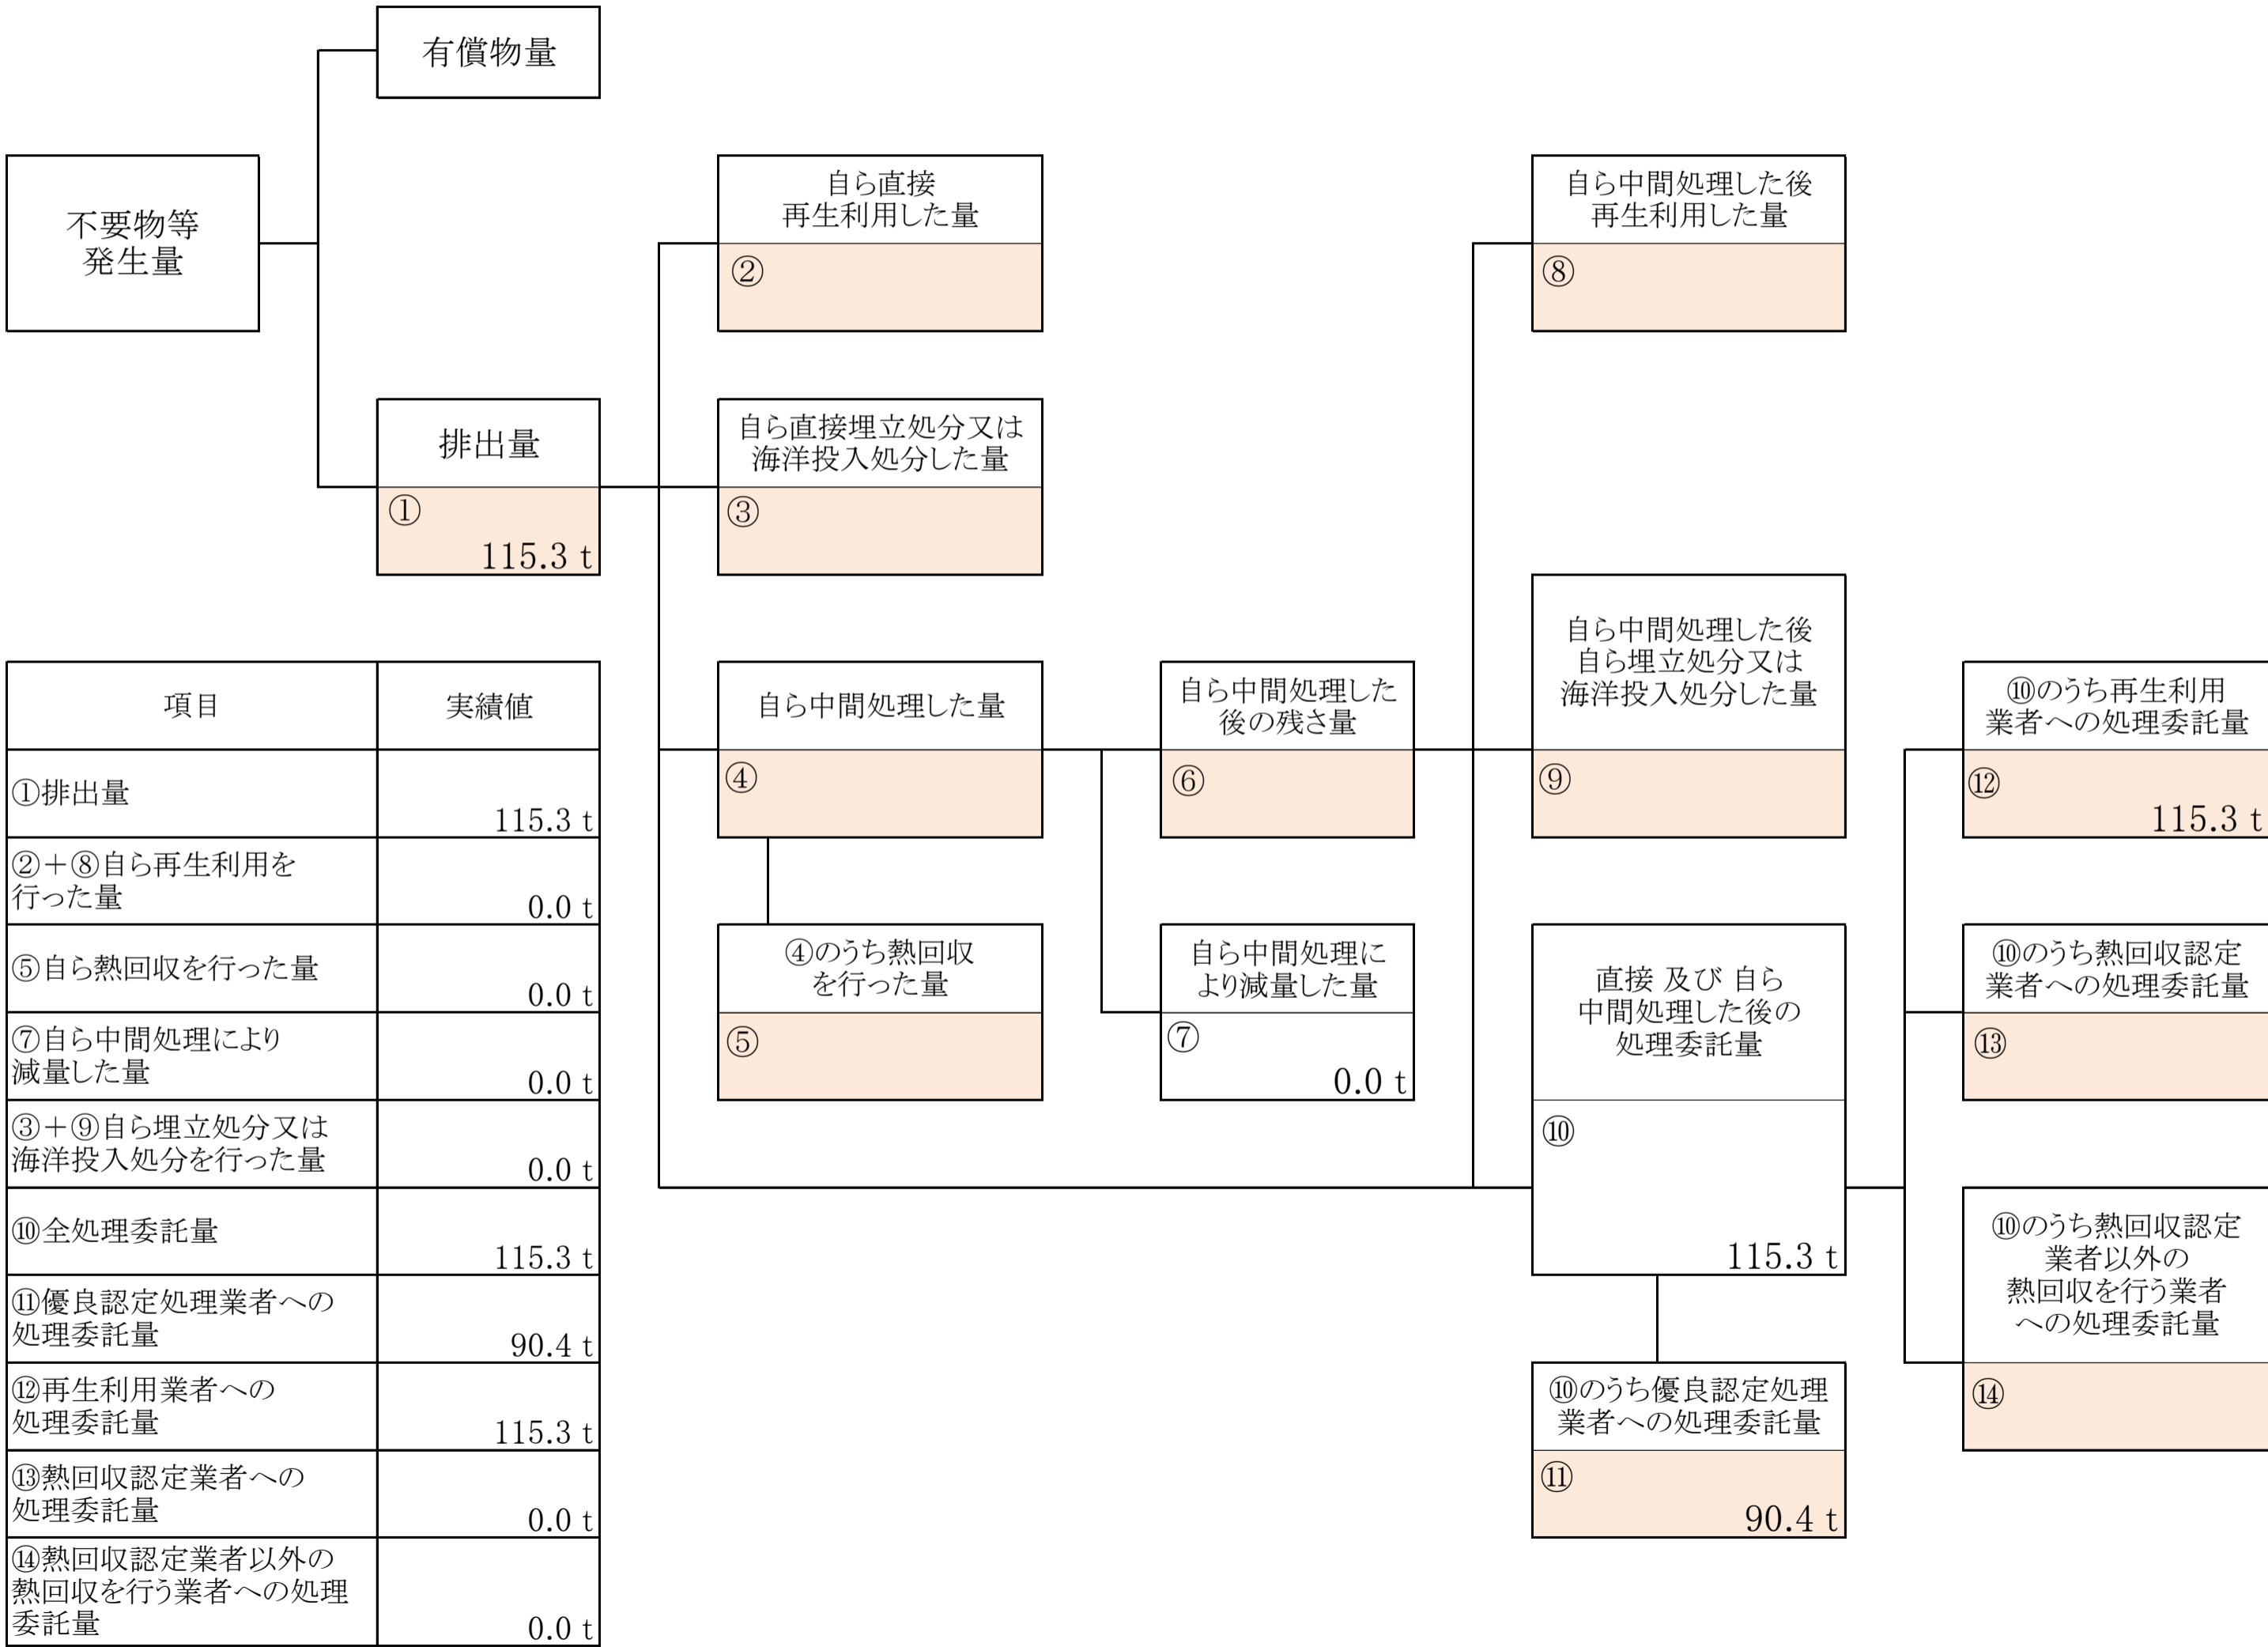 有償物量
不要物等
発生量
自ら直接
再生利用した量
②
自ら中間処理した後
再生利用した量
⑧
排出量
①
115.3 t
自ら直接埋立処分又は
海洋投入処分した量
③
自ら中間処理した量
④
自ら中間処理した
後の残さ量
⑥
自ら中間処理した後
自ら埋立処分又は
海洋投入処分した量
⑨
⑩のうち再生利用
業者への処理委託量
⑫
115.3 t
④のうち熱回収
を行った量
⑤
自ら中間処理に
より減量した量
⑦
0.0 t
直接 及び 自ら
中間処理した後の
処理委託量
⑩
115.3 t
⑩のうち熱回収認定
業者への処理委託量
⑬
⑩のうち熱回収認定
業者以外の
熱回収を行う業者
への処理委託量
⑭
⑩のうち優良認定処理
業者への処理委託量
⑪
90.4 t
項目 実績値
①排出量
115.3 t
②＋⑧自ら再生利用を
行った量
0.0 t
⑤自ら熱回収を行った量
0.0 t
⑦自ら中間処理により
減量した量
0.0 t
③＋⑨自ら埋立処分又は
海洋投入処分を行った量
0.0 t
⑩全処理委託量
115.3 t
⑪優良認定処理業者への
処理委託量
90.4 t
⑫再生利用業者への
処理委託量
115.3 t
⑬熱回収認定業者への
処理委託量
0.0 t
⑭熱回収認定業者以外の
熱回収を行う業者への処理
委託量
0.0 t